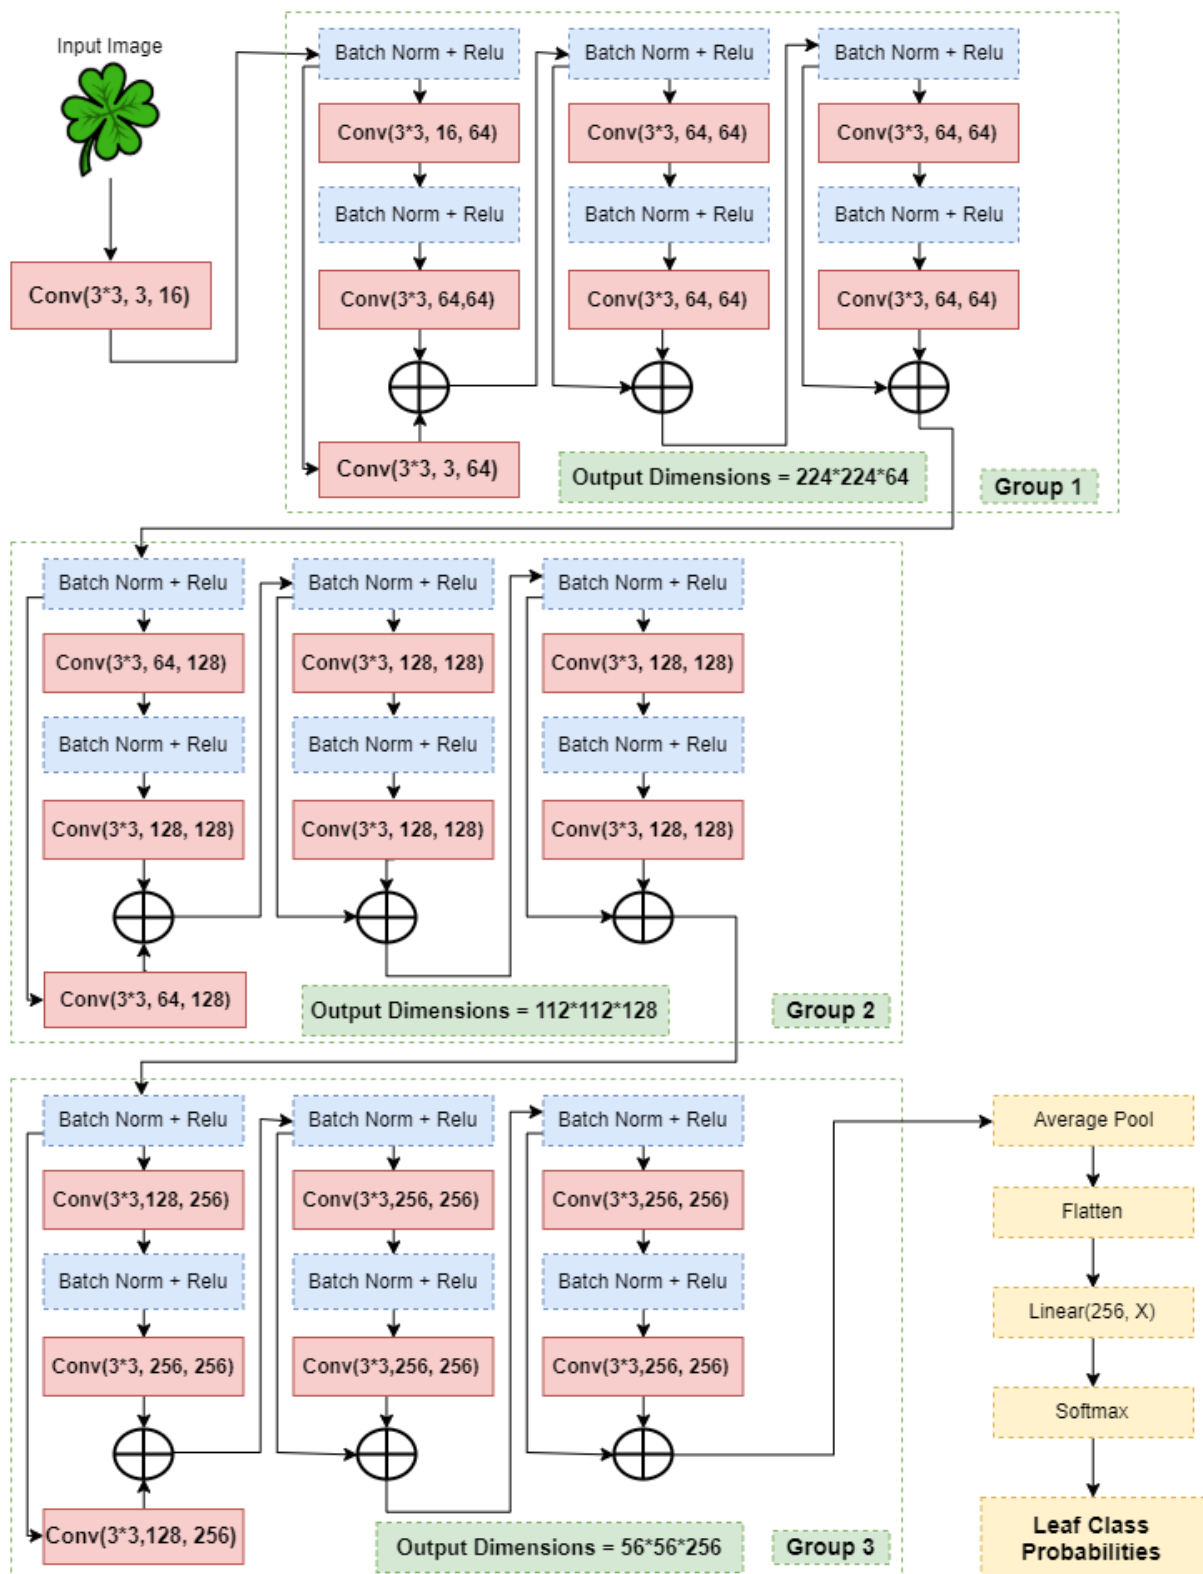 Input Image
Conv(3*3, 3, 16)
Batch Norm + Relu
Conv(3*3, 16, 64)
Batch Norm + Relu
Conv(3*3, 64,64)
Conv(3*3, 3, 64)
Batch Norm + Relu
Conv(3*3, 64, 64)
Batch Norm + Relu
Conv(3*3, 64, 64)
Batch Norm + Relu
Conv(3*3, 64, 64)
Batch Norm + Relu
Conv(3*3, 64, 64)
Output Dimensions = 224*224*64
Group 1
Batch Norm + Relu
Conv(3*3, 64, 128)
Batch Norm + Relu
Conv(3*3, 128, 128)
Conv(3*3, 64, 128)
Batch Norm + Relu
Conv(3*3, 128, 128)
Batch Norm + Relu
Conv(3*3, 128, 128)
Batch Norm + Relu
Conv(3*3, 128, 128)
Batch Norm + Relu
Conv(3*3, 128, 128)
Output Dimensions = 112*112*128
Group 2
Batch Norm + Relu
Conv(3*3,128, 256)
Batch Norm + Relu
Conv(3*3, 256, 256)
Conv(3*3,128, 256)
Batch Norm + Relu
Conv(3*3,256, 256)
Batch Norm + Relu
Conv(3*3,256, 256)
Batch Norm + Relu
Conv(3*3,256, 256)
Batch Norm + Relu
Conv(3*3,256, 256)
Output Dimensions = 56*56*256
Group 3
Average Pool
Flatten
Linear(256, X)
Softmax
Leaf Class
Probabilities